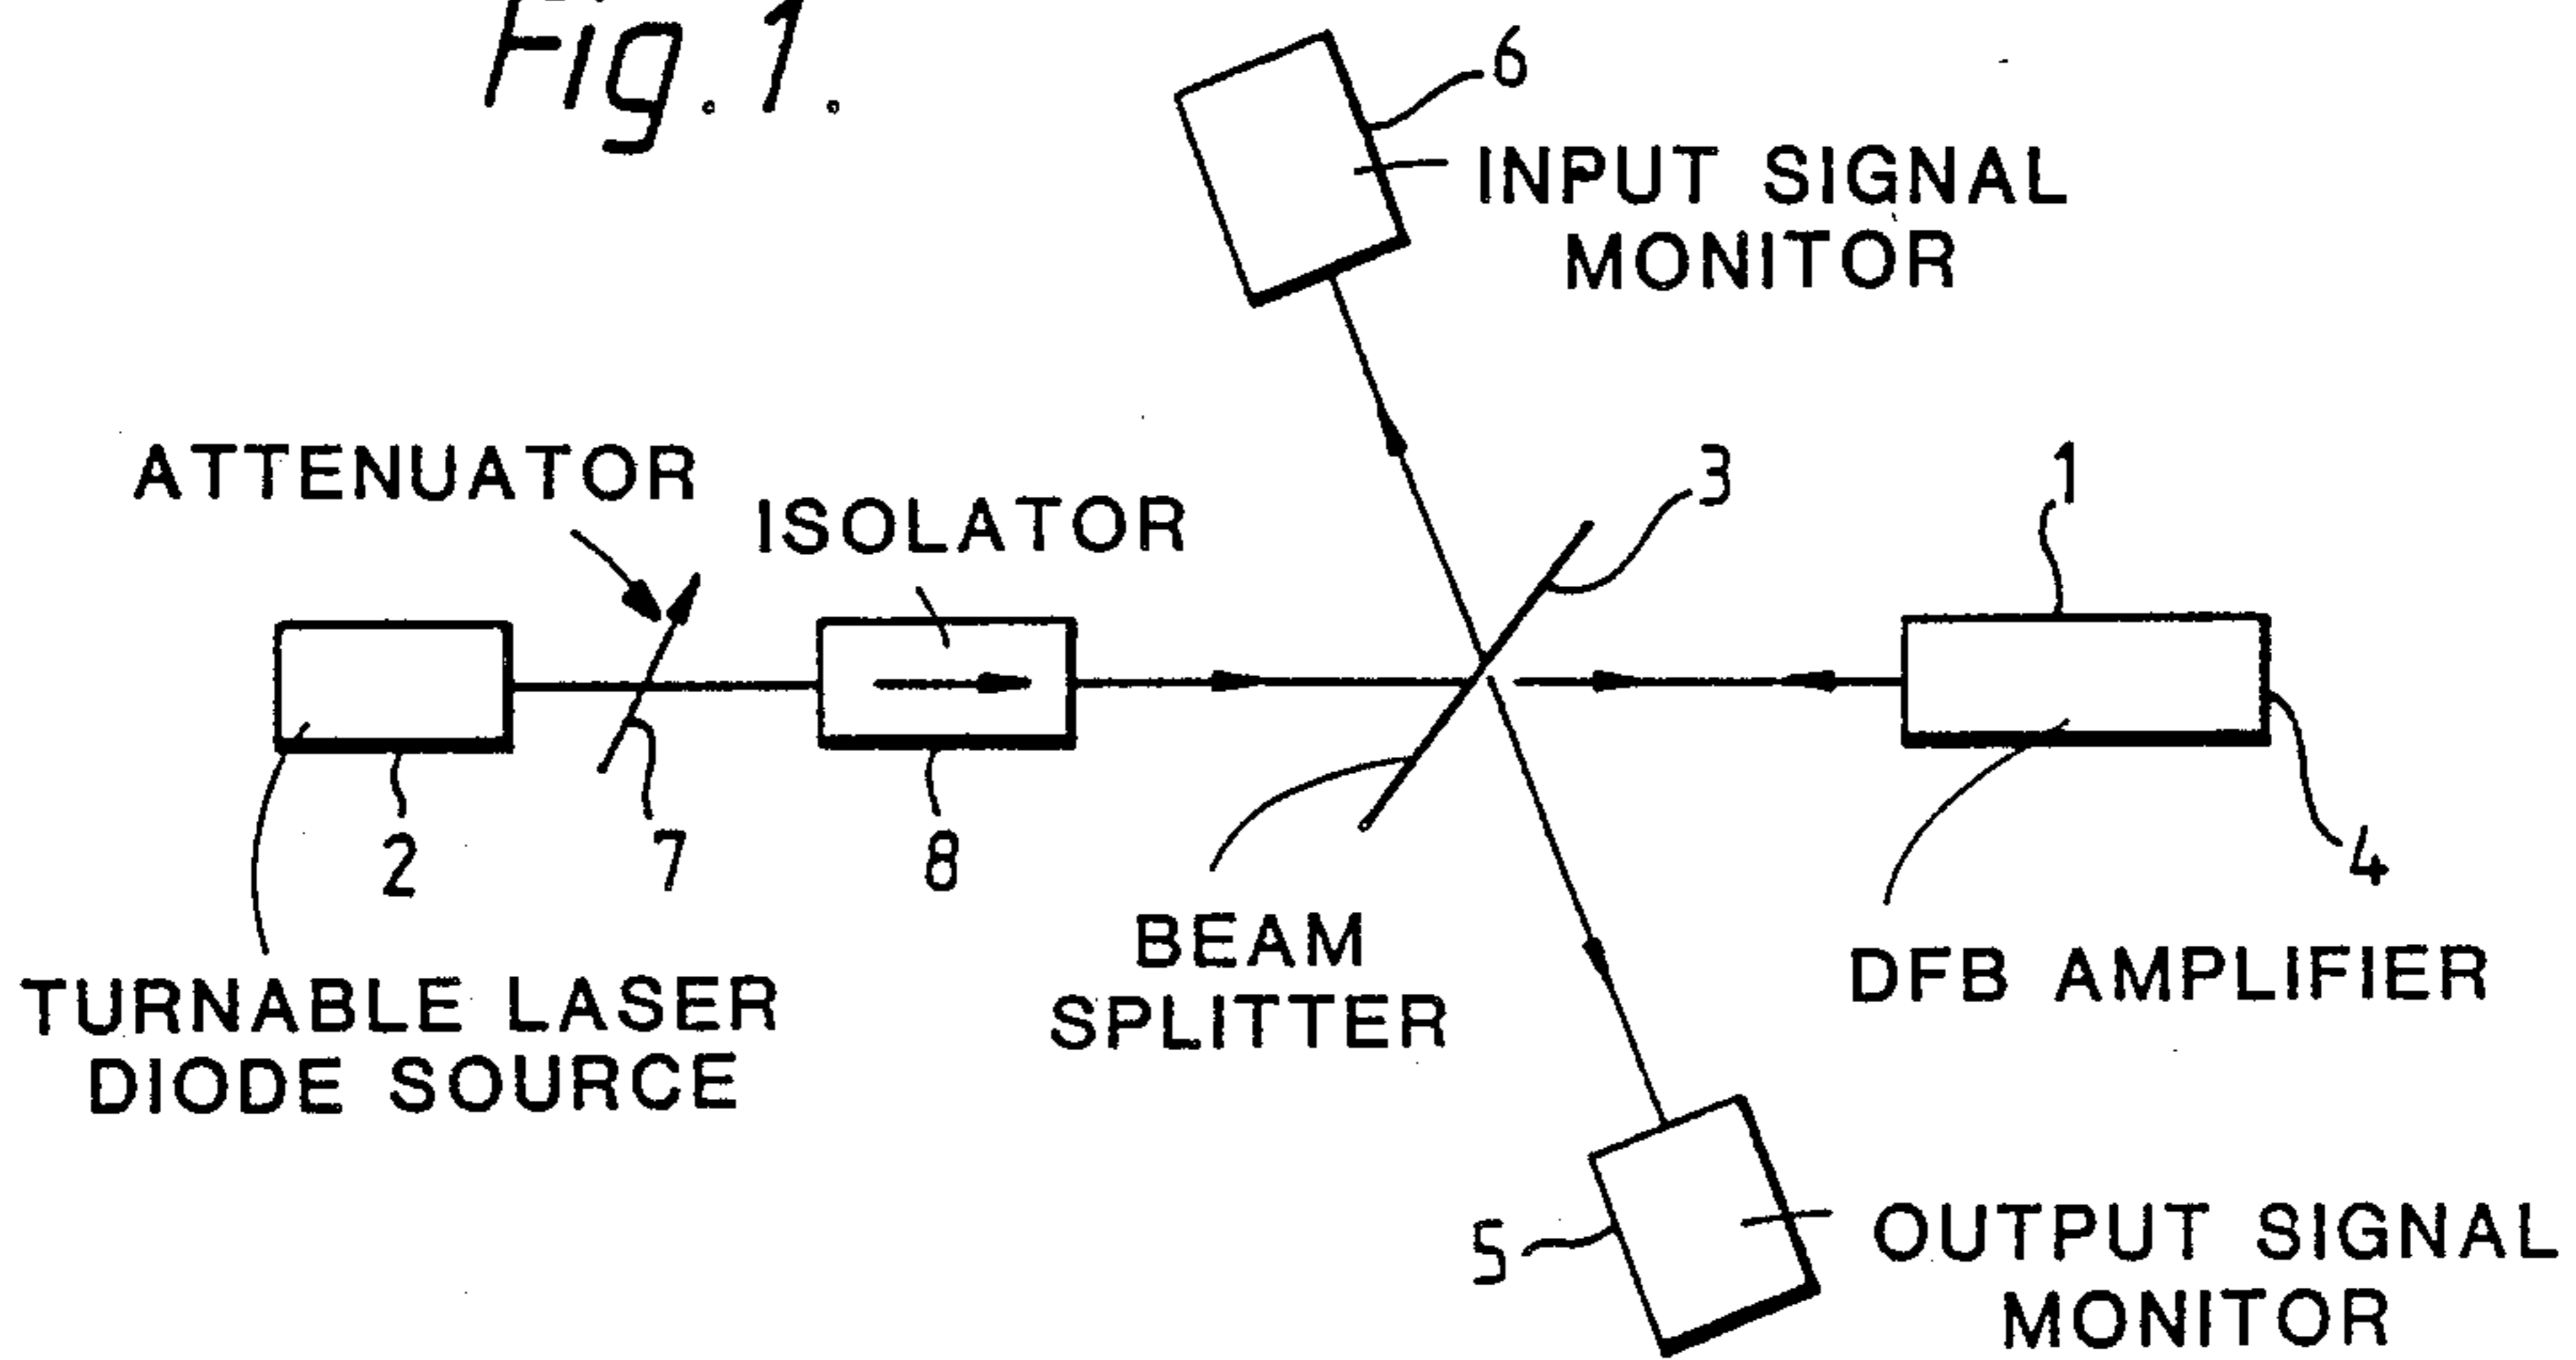 Fig. 1.
6
INPUT SIGNAL
MONITOR
ATTENUATOR
ISOLATOR
3
1
2
7
8
4
TURNABLE LASER
DIODE SOURCE
BEAM
SPLITTER
DFB AMPLIFIER
5
OUTPUT SIGNAL
MONITOR